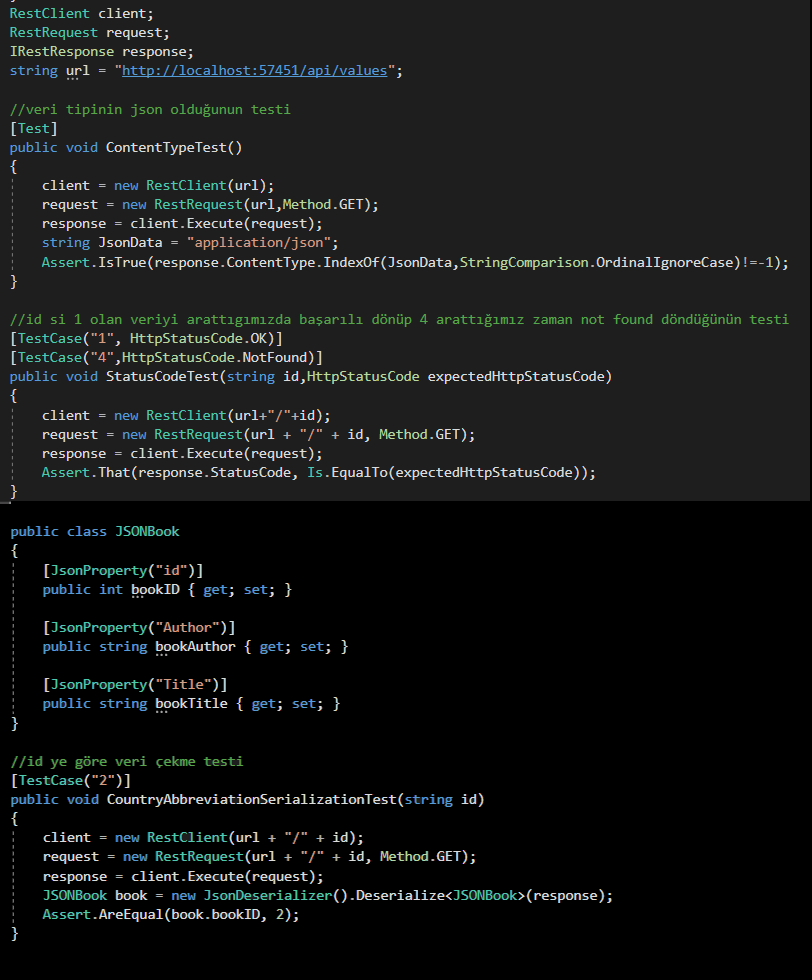 RestClient client;
RestRequest request;
IRestResponse response;
string url = "http://localhost:57451/api/values";
//veri tipinin json olduğunun testi
[Test]
public void ContentTypeTest()
{
    client = new RestClient(url);
    request = new RestRequest(url,Method.GET);
    response = client.Execute(request);
    string JsonData = "application/json";
    Assert.IsTrue(response.ContentType.IndexOf(JsonData,StringComparison.OrdinalIgnoreCase)!=-1);
}
//id si 1 olan veriyi arattıgımızda başarılı dönüp 4 arattığımız zaman not found döndüğünün testi
[TestCase("1", HttpStatusCode.OK)]
[TestCase("4",HttpStatusCode.NotFound)]
public void StatusCodeTest(string id,HttpStatusCode expectedHttpStatusCode)
{
    client = new RestClient(url+"/"+id);
    request = new RestRequest(url + "/" + id, Method.GET);
    response = client.Execute(request);
    Assert.That(response.StatusCode, Is.EqualTo(expectedHttpStatusCode));
}
public class JSONBook
{
    [JsonProperty("id")]
    public int bookID { get; set; }
    [JsonProperty("Author")]
    public string bookAuthor { get; set; }
    [JsonProperty("Title")]
    public string bookTitle { get; set; }
}
//id ye göre veri çekme testi
[TestCase("2")]
public void CountryAbbreviationSerializationTest(string id)
{
    client = new RestClient(url + "/" + id);
    request = new RestRequest(url + "/" + id, Method.GET);
    response = client.Execute(request);
    JSONBook book = new JsonDeserializer().Deserialize<JSONBook>(response);
    Assert.AreEqual(book.bookID, 2);
}